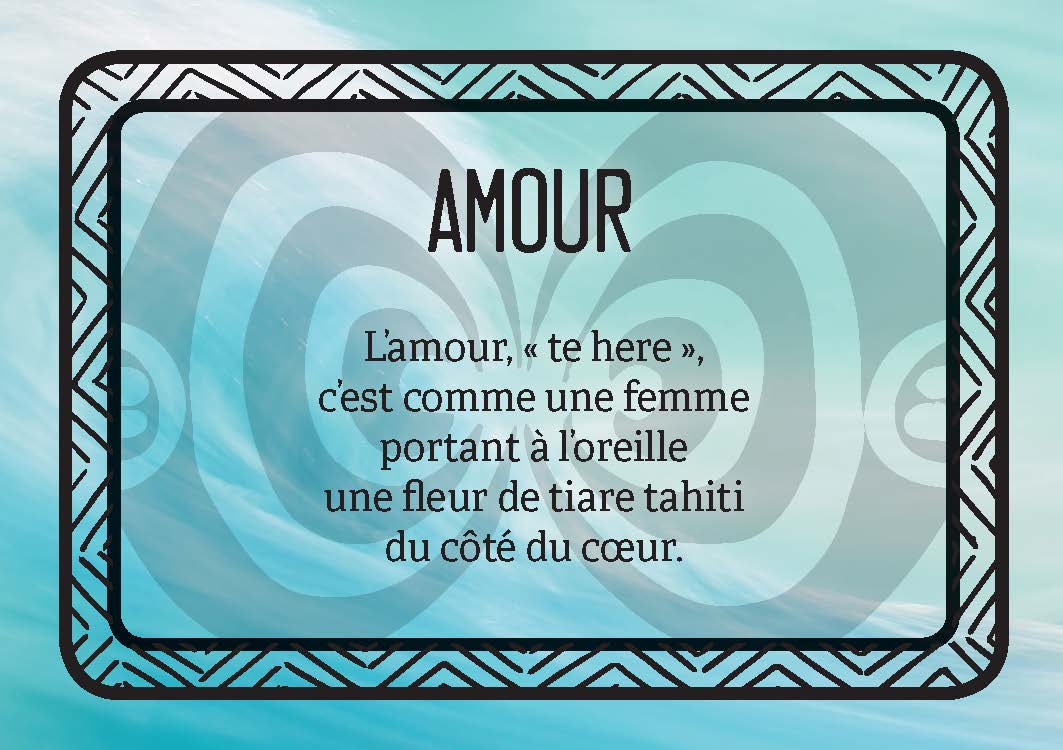 AMOUR
L'amour, « te here »,
c'est comme une femme
portant à l'oreille
une fleur de tiare tahiti
du côté du cœur.